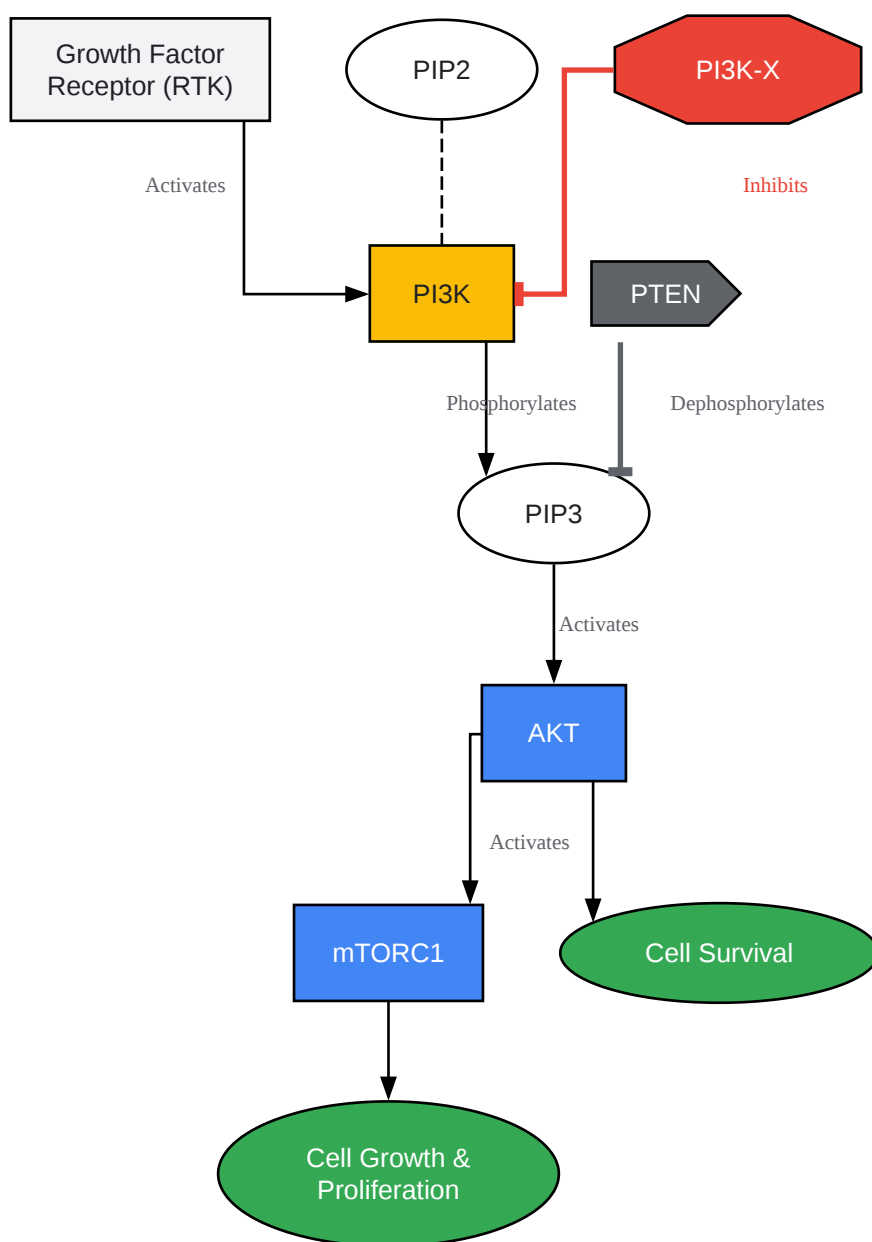 Growth Factor
Receptor (RTK)
PIP2
PI3K-X
Activates
Inhibits
PI3K
PTEN
Phosphorylates
Dephosphorylates
PIP3
Activates
AKT
Activates
mTORC1
Cell Survival
Cell Growth &
Proliferation